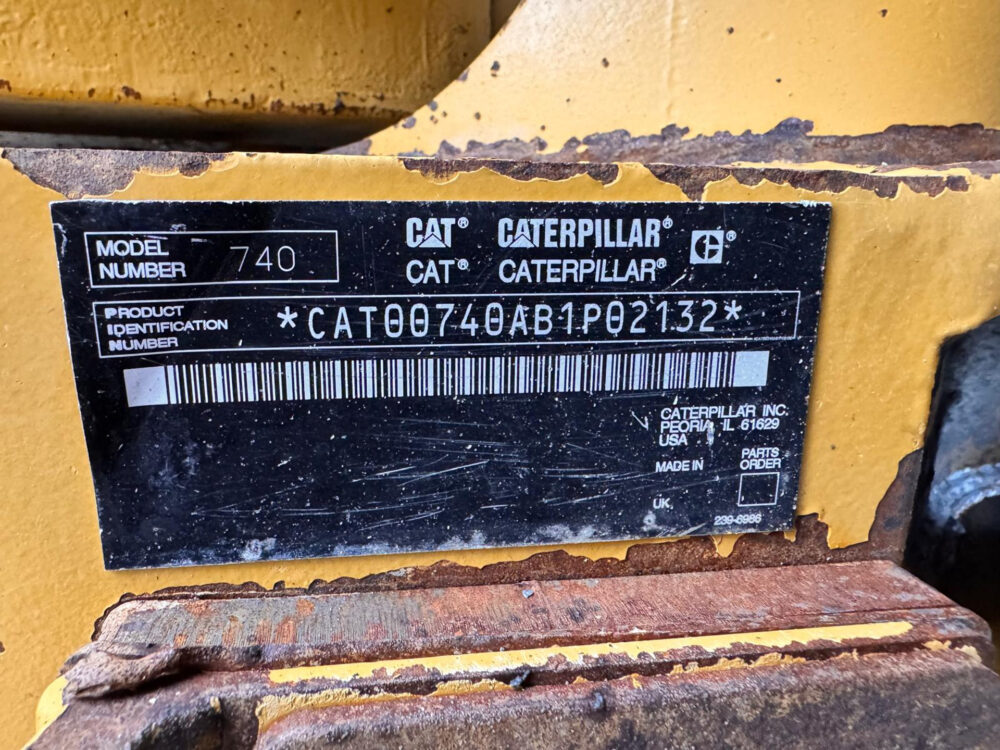 MODEL NUMBER 740
CAT® CATERPILLAR®
CAT® CATERPILLAR®
PRODUCT
IDENTIFICATION
NUMBER
*CAT00740AB1P02132*
CATERPILLAR INC.
PEORIA, IL 61629
USA
MADE IN
UK
PARTS
ORDER
239-6986